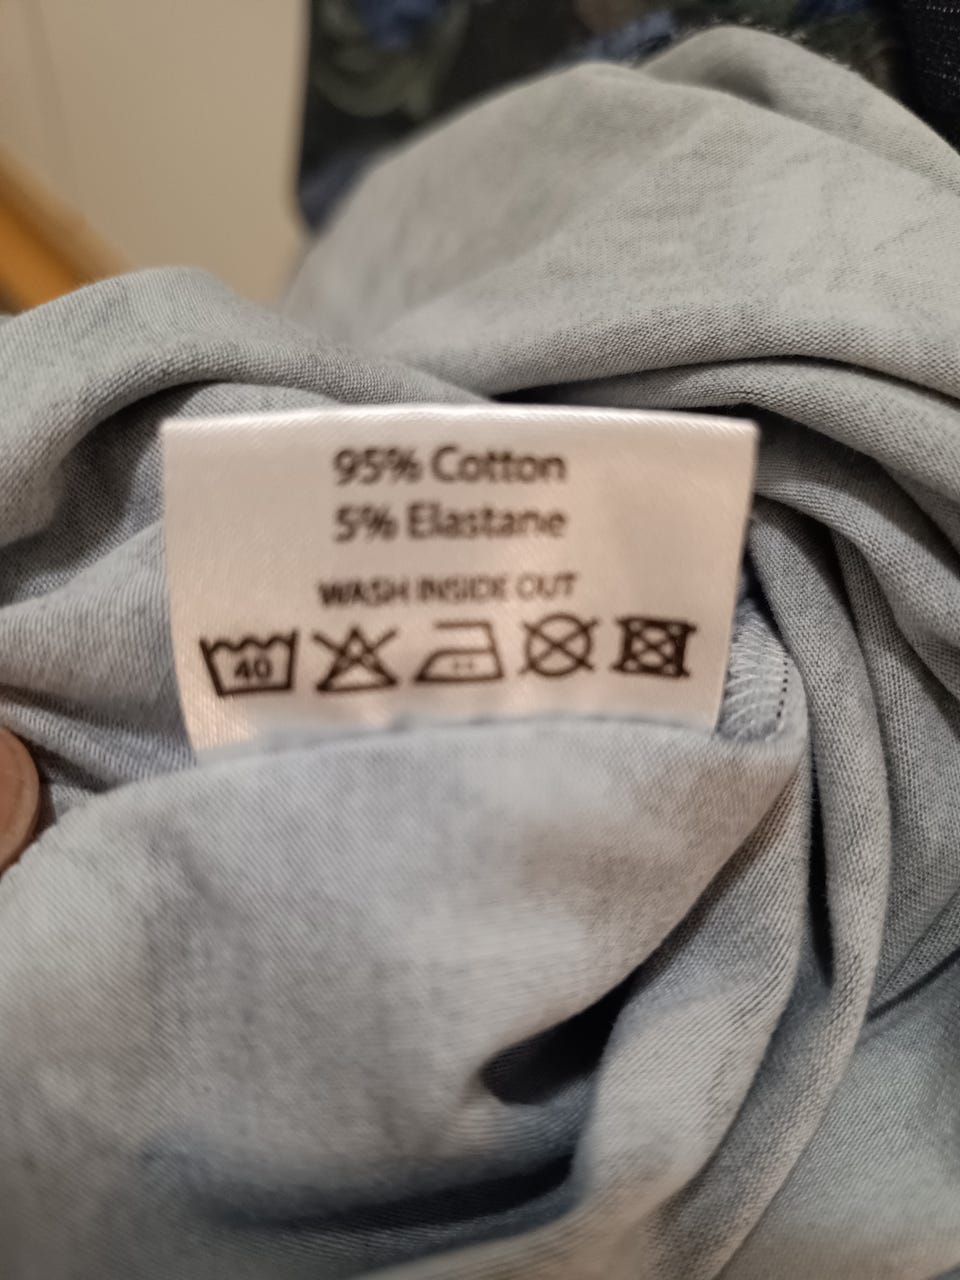 95% Cotton
5% Elastane
WASH INSIDE OUT
40